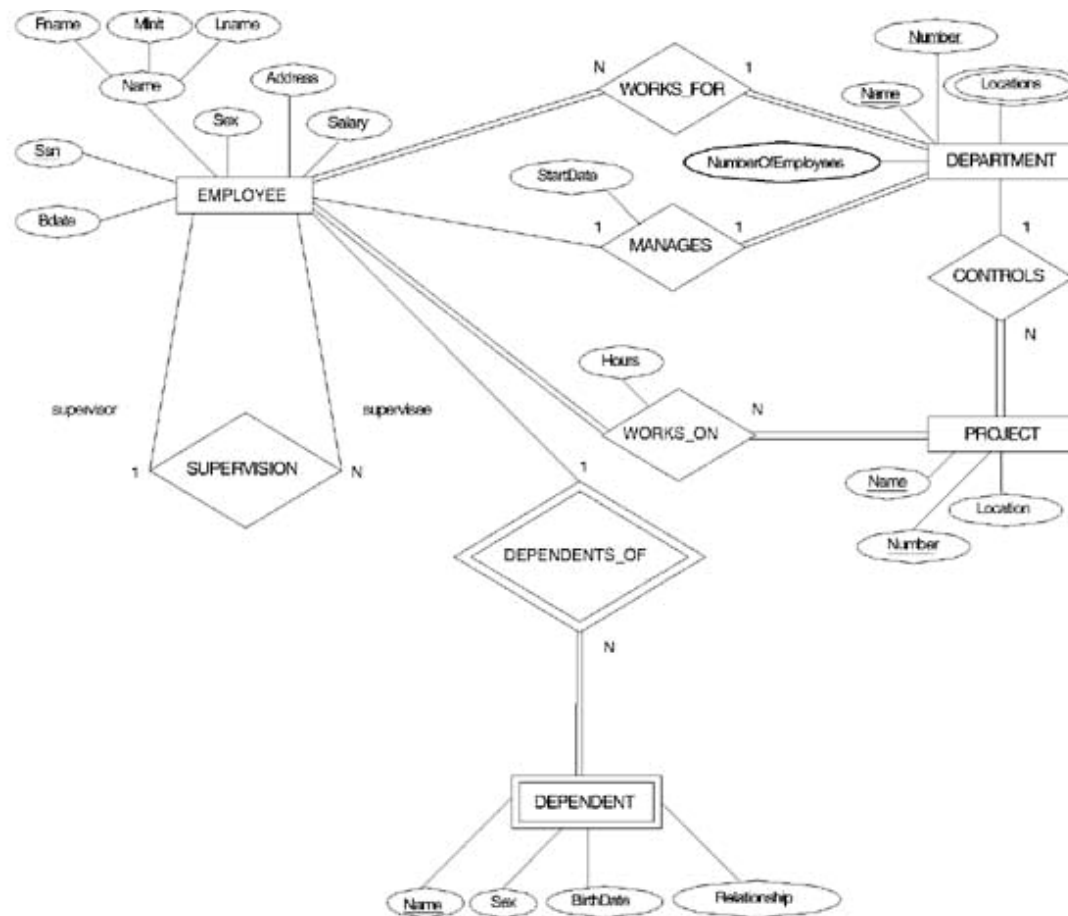 Fname
Minit
Lname
Number
Name
Address
N
1
WORKS_FOR
Locations
Sex
Salary
Name
Ssn
NumberOfEmployees
DEPARTMENT
StartDate
EMPLOYEE
Bdate
1
MANAGES
1
1
CONTROLS
N
Hours
supervisor
supervisee
N
WORKS_ON
PROJECT
1
SUPERVISION
N
1
Name
Location
Number
DEPENDENTS_OF
N
DEPENDENT
Name
Sex
BirthDate
Relationship